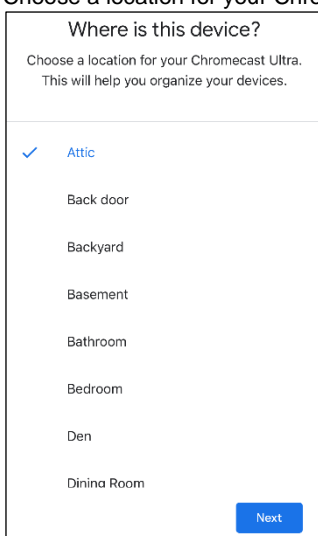 Choose a location for your Chro
Where is this device?
Choose a location for your Chromecast Ultra.
This will help you organize your devices.
Attic
Back door
Backyard
Basement
Bathroom
Bedroom
Den
Dining Room
Next